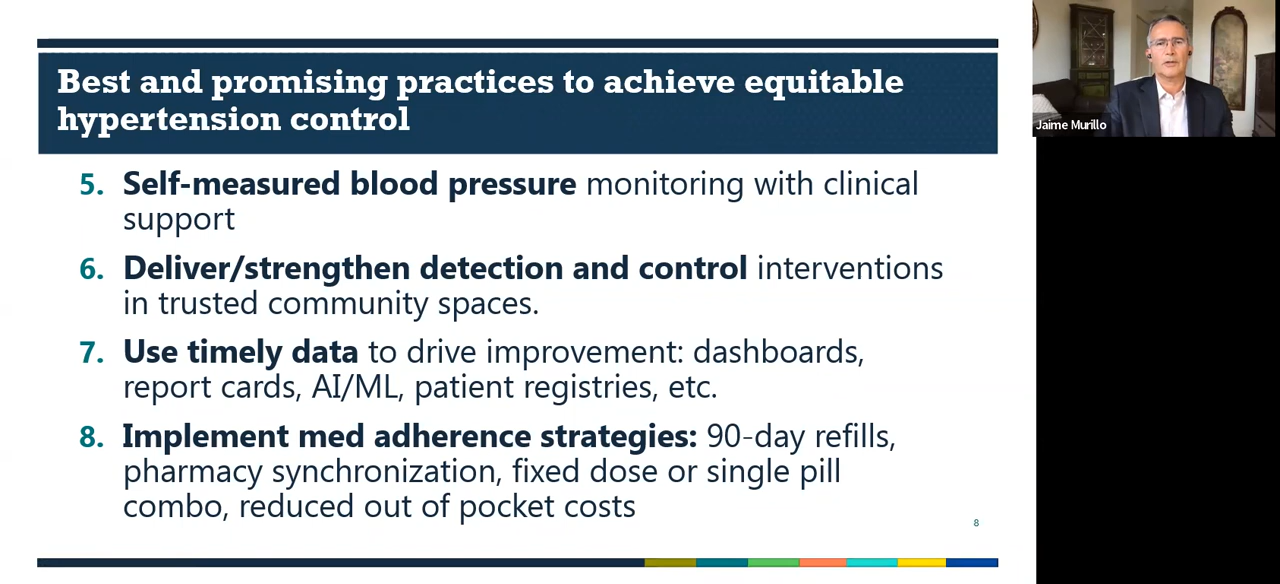 Best and promising practices to achieve equitable
hypertension control
5. Self-measured blood pressure monitoring with clinical
support
6. Deliver/strengthen detection and control interventions
in trusted community spaces.
7. Use timely data to drive improvement: dashboards,
report cards, AI/ML, patient registries, etc.
8. Implement med adherence strategies: 90-day refills,
pharmacy synchronization, fixed dose or single pill
combo, reduced out of pocket costs
8
Jaime Murillo